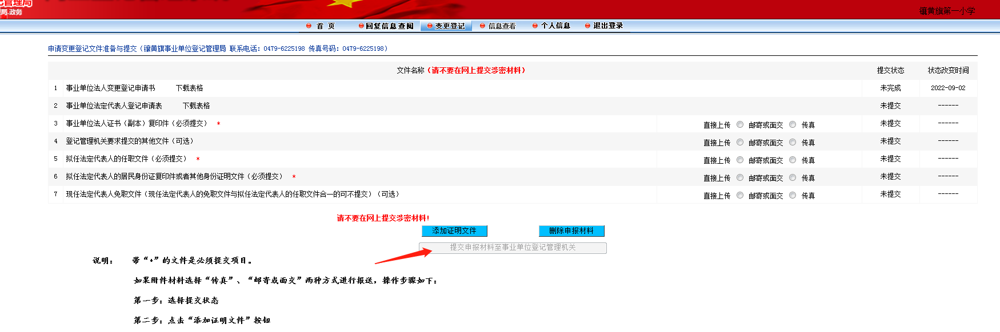 管理局
局.政务
镶黄旗第一小学
首 页
回复信息查阅
变更登记
信息查看
个人信息
退出登录
申请变更登记文件准备与提交（镶黄旗事业单位登记管理局 联系电话：0479-6225198 传真号码：0479-6225198）
文件名称（请不要在网上提交涉密材料） 提交状态 状态改变时间
1 事业单位法人变更登记申请书 下载表格 未完成 2022-09-02
2 事业单位法定代表人登记申请表 下载表格 未提交 ------
3 事业单位法人证书（副本）复印件（必须提交） * 直接上传 邮寄或面交 传真 未提交 ------
4 登记管理机关要求提交的其他文件（可选） 直接上传 邮寄或面交 传真 未提交 ------
5 拟任法定代表人的任职文件（必须提交） * 直接上传 邮寄或面交 传真 未提交 ------
6 拟任法定代表人的居民身份证复印件或者其他身份证明文件（必须提交） * 直接上传 邮寄或面交 传真 未提交 ------
7 现任法定代表人免职文件（现任法定代表人的免职文件与拟任法定代表人的任职文件合一的可不提交）（可选） 直接上传 邮寄或面交 传真 未提交 ------
请不要在网上提交涉密材料!
添加证明文件 删除申报材料
提交申报材料至事业单位登记管理机关
说明： 带“*”的文件是必须提交项目。
如果附件材料选择“传真”、“邮寄或面交”两种方式进行报送，操作步骤如下：
第一步：选择提交状态
第二步：点击“添加证明文件”按钮